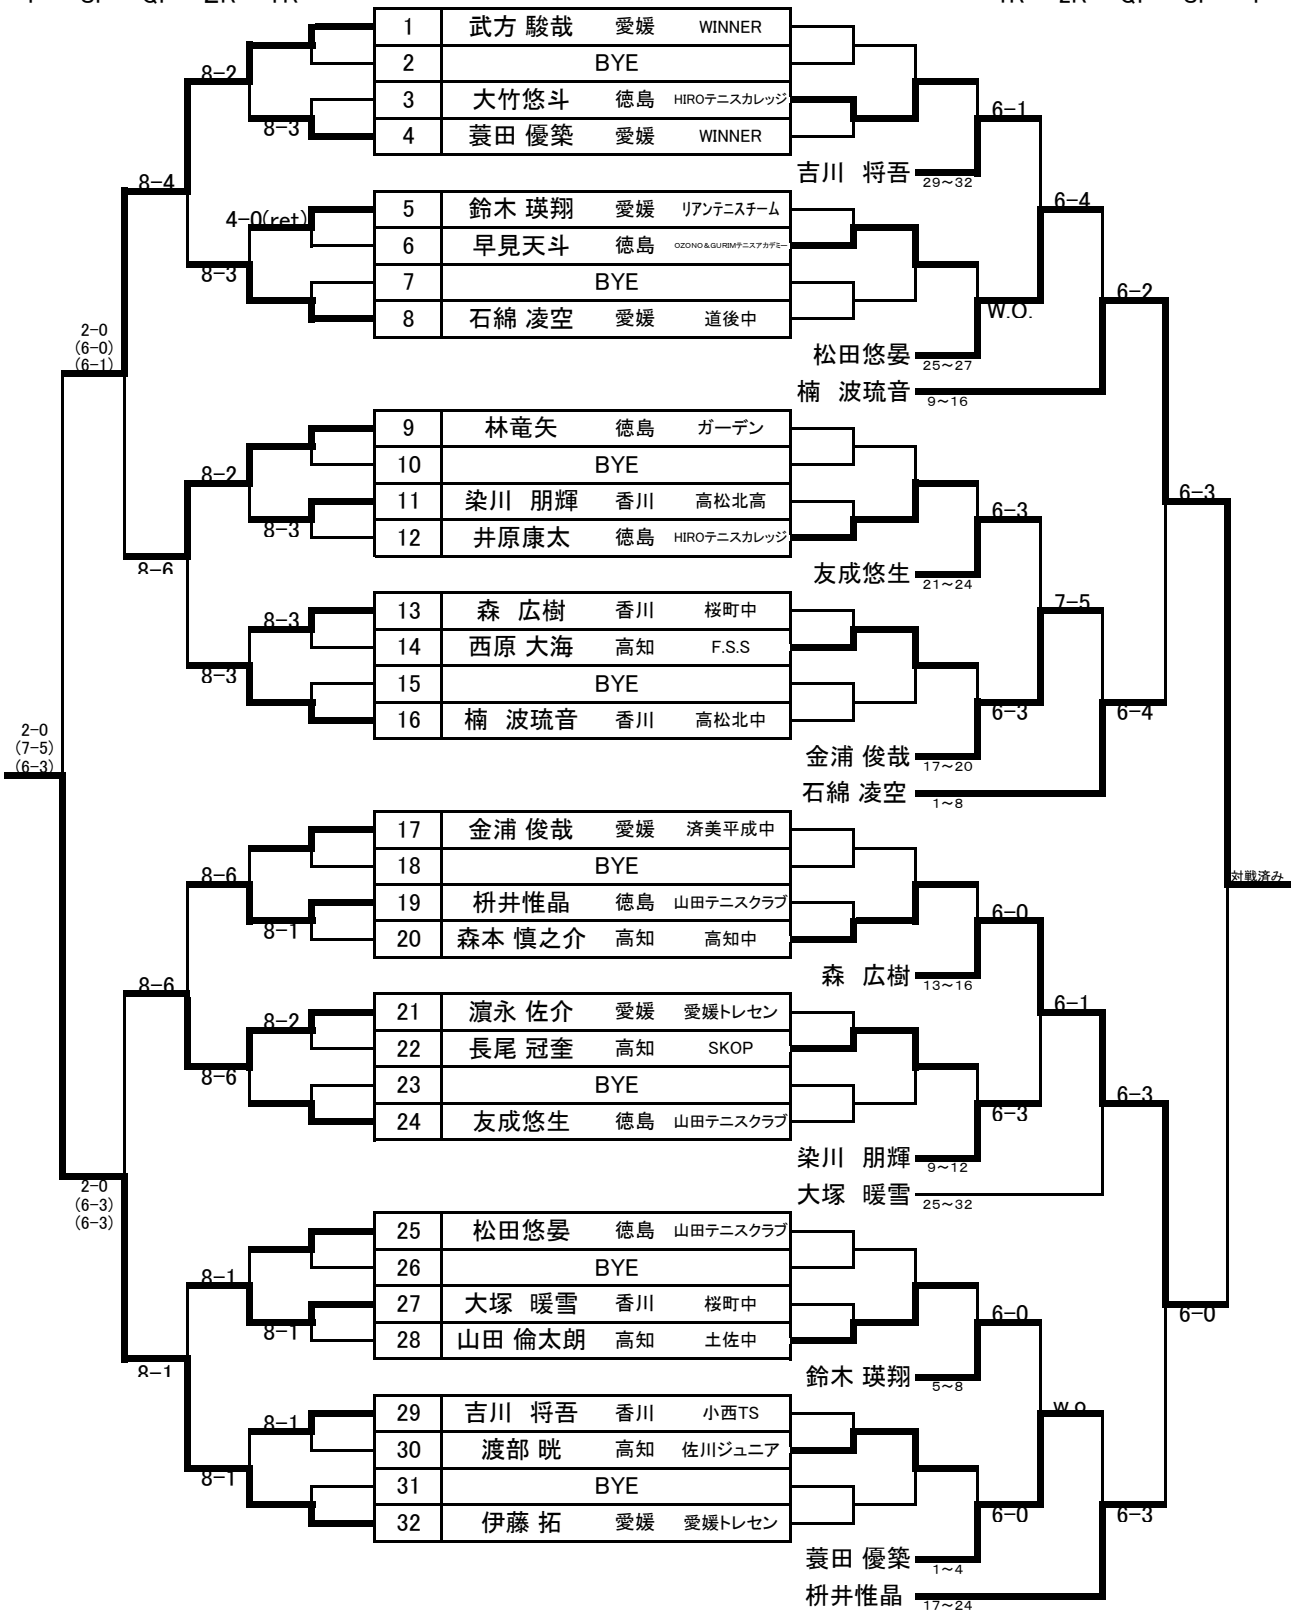 1 武方 駿哉 愛媛 WINNER
2 BYE
8-2
3 大竹悠斗 徳島 HIROテニスカレッジ
6-1
8-3
4 蓑田 優築 愛媛 WINNER
吉川 将吾
29~32
8-4
6-4
4-0(ret)
5 鈴木 瑛翔 愛媛 リアンテニスチーム
6 早見天斗 徳島 OZONO&GURIMテニスアカデミー
8-3
7 BYE
6-2
W.O.
8 石綿 凌空 愛媛 道後中
2-0
(6-0)
(6-1)
松田悠晏
25~27
楠 波琉音
9~16
9 林竜矢 徳島 ガーデン
10 BYE
8-2
11 染川 朋輝 香川 高松北高
6-3
6-3
8-3
12 井原康太 徳島 HIROテニスカレッジ
8-6
友成悠生
21~24
7-5
8-3
13 森 広樹 香川 桜町中
14 西原 大海 高知 F.S.S
8-3
15 BYE
16 楠 波琉音 香川 高松北中
6-3
6-4
2-0
(7-5)
(6-3)
金浦 俊哉
17~20
石綿 凌空
1~8
17 金浦 俊哉 愛媛 済美平成中
18 BYE
8-6
対戦済み
19 枡井惟晶 徳島 山田テニスクラブ
6-0
8-1
20 森本 慎之介 高知 高知中
森 広樹
13~16
8-6
6-1
8-2
21 濵永 佐介 愛媛 愛媛トレセン
22 長尾 冠奎 高知 SKOP
8-6
23 BYE
6-3
24 友成悠生 徳島 山田テニスクラブ
6-3
染川 朋輝
9~12
2-0
(6-3)
(6-3)
大塚 暖雪
25~32
25 松田悠晏 徳島 山田テニスクラブ
26 BYE
8-1
27 大塚 暖雪 香川 桜町中
6-0
6-0
8-1
28 山田 倫太朗 高知 土佐中
8-1
鈴木 瑛翔
5~8
w.o
8-1
29 吉川 将吾 香川 小西TS
30 渡部 晄 高知 佐川ジュニア
8-1
31 BYE
32 伊藤 拓 愛媛 愛媛トレセン
6-0
6-3
蓑田 優築
1~4
枡井惟晶
17~24